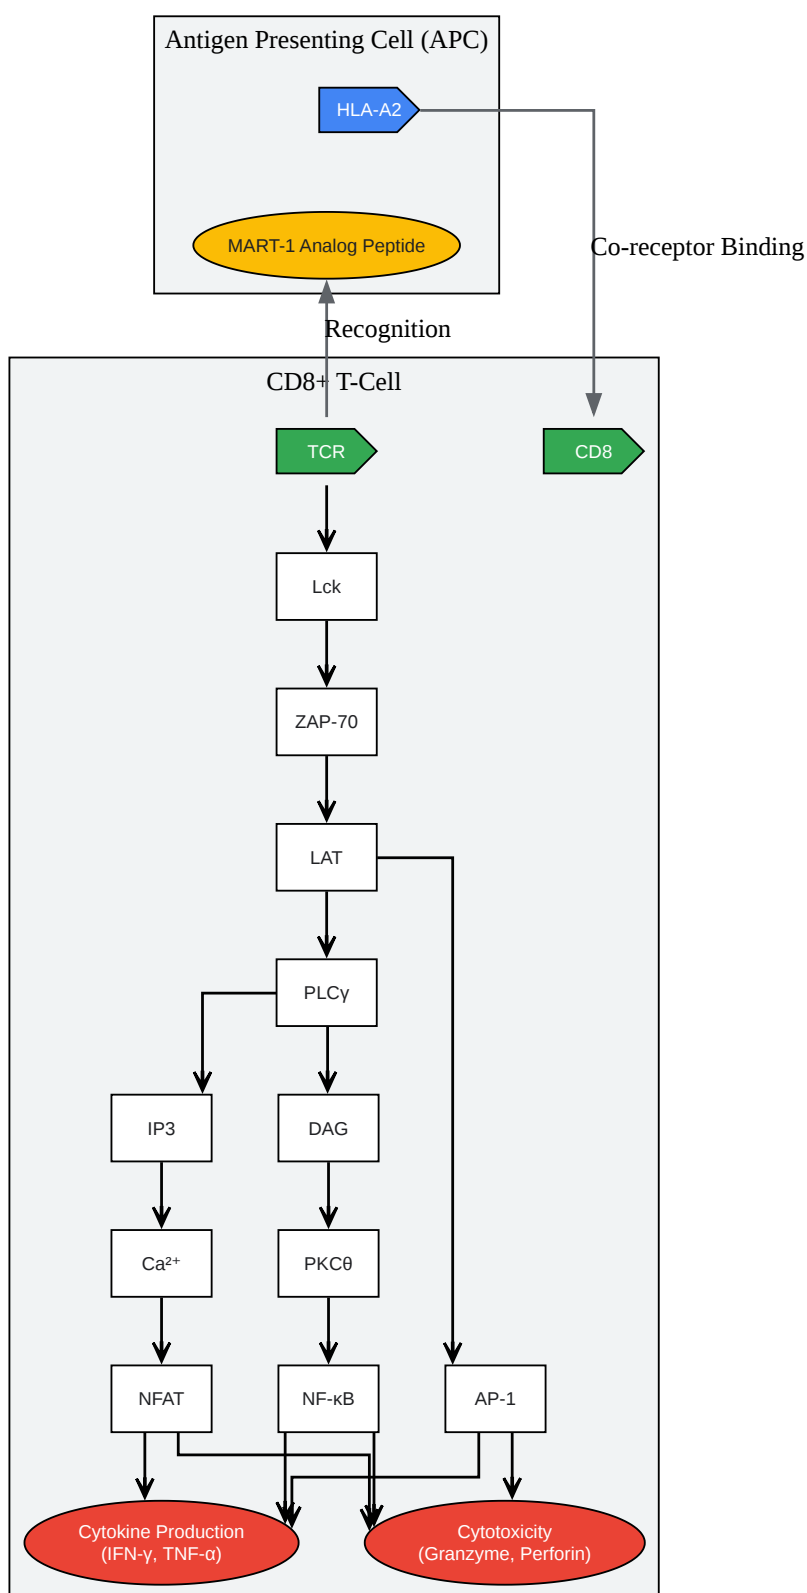 Antigen Presenting Cell (APC)
HLA-A2
MART-1 Analog Peptide
Co-receptor Binding
Recognition
CD8+ T-Cell
TCR
CD8
Lck
ZAP-70
LAT
PLCγ
IP3
DAG
Ca²⁺
PKCθ
NFAT
NF-κB
AP-1
Cytokine Production
(IFN-γ, TNF-α)
Cytotoxicity
(Granzyme, Perforin)